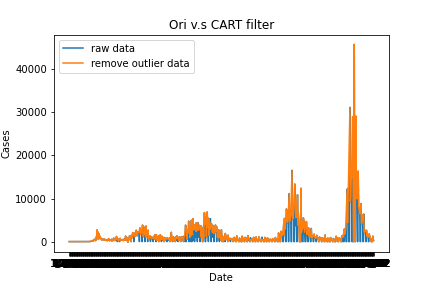 Ori v.s CART filter
raw data
remove outlier data
40000
30000
20000
10000
0
Cases
Date